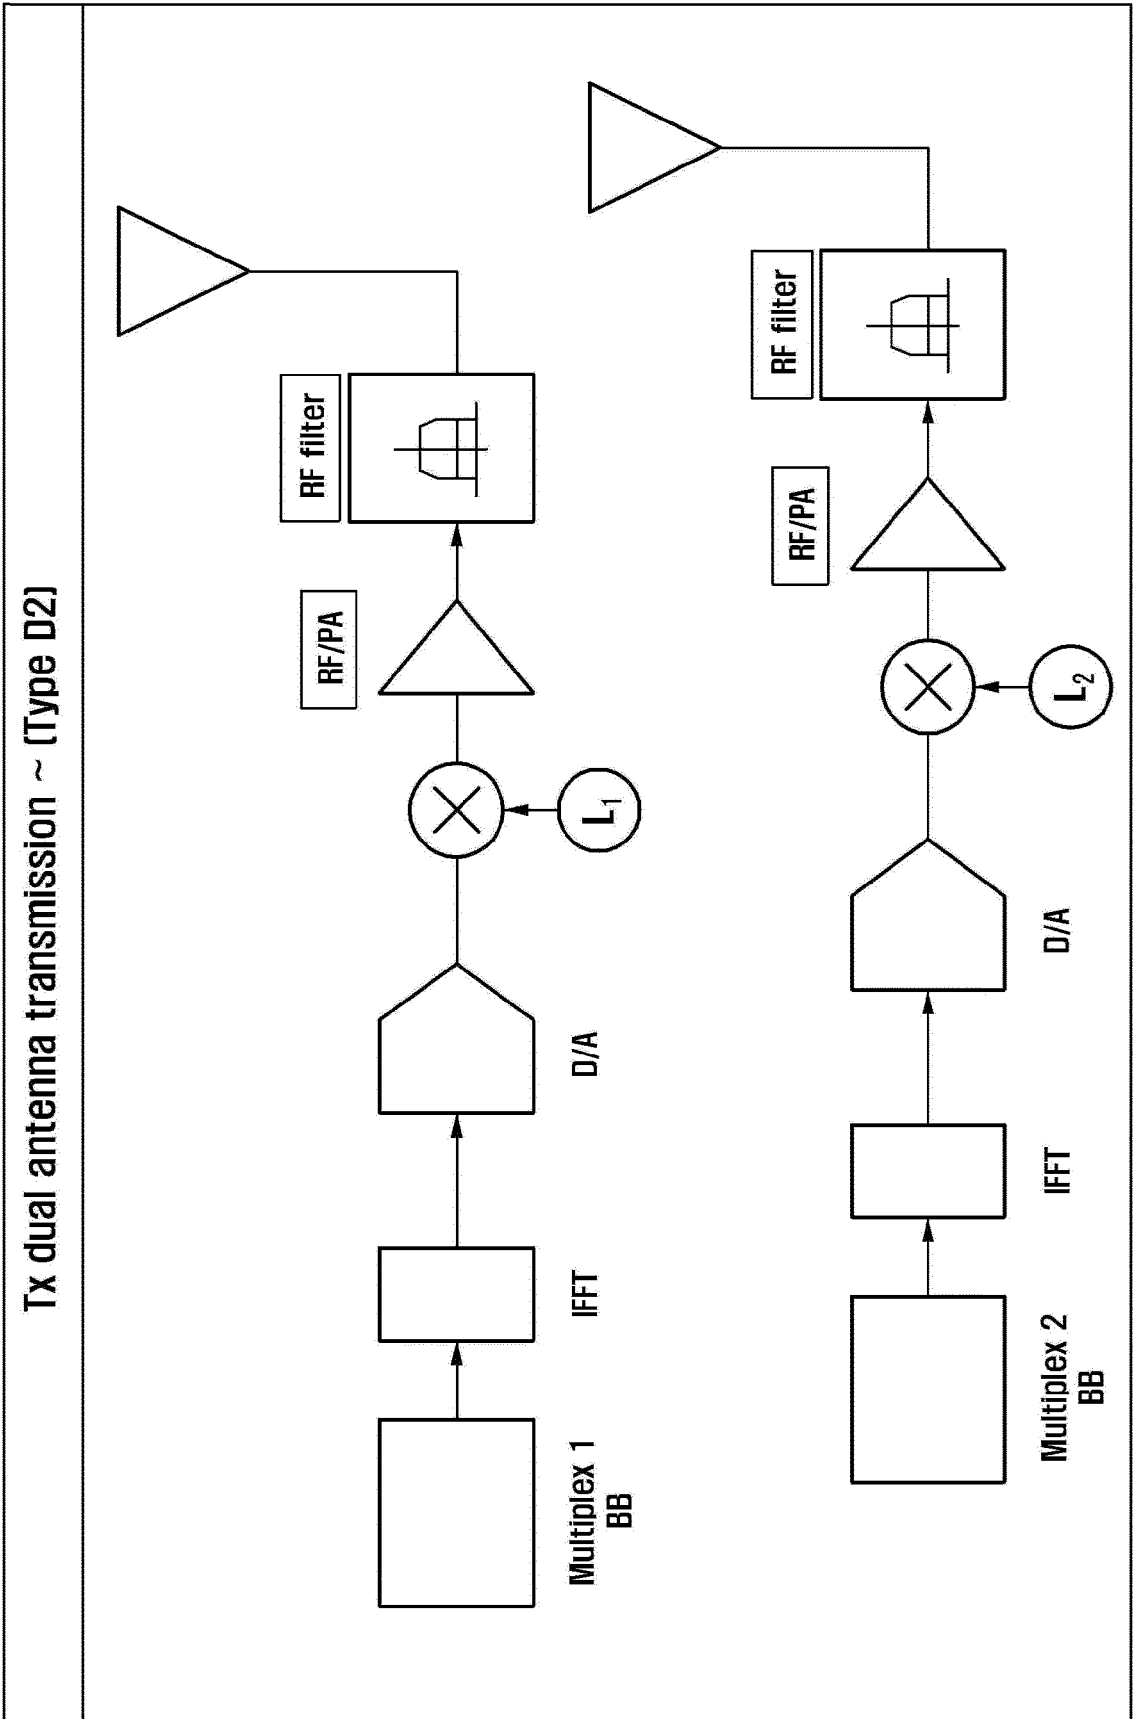 Tx dual antenna transmission ~ (Type D2)
RF filter
RF/PA
L1
D/A
IFFT
Multiplex 1
BB
RF filter
RF/PA
L2
D/A
IFFT
Multiplex 2
BB